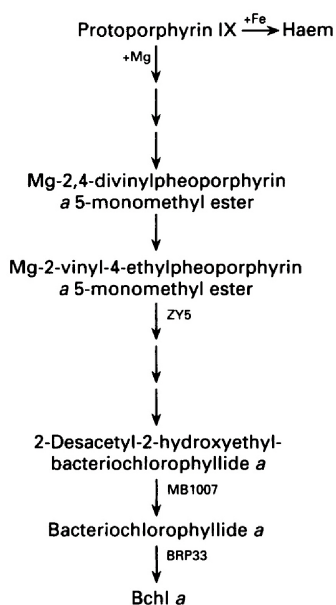 Protoporphyrin IX +Fe Haem
+Mg
Mg-2,4-divinylpheoporphyrin
a 5-monomethyl ester
Mg-2-vinyl-4-ethylpheoporphyrin
a 5-monomethyl ester
ZY5
2-Desacetyl-2-hydroxyethyl-
bacteriochlorophyllide a
MB1007
Bacteriochlorophyllide a
BRP33
Bchl a